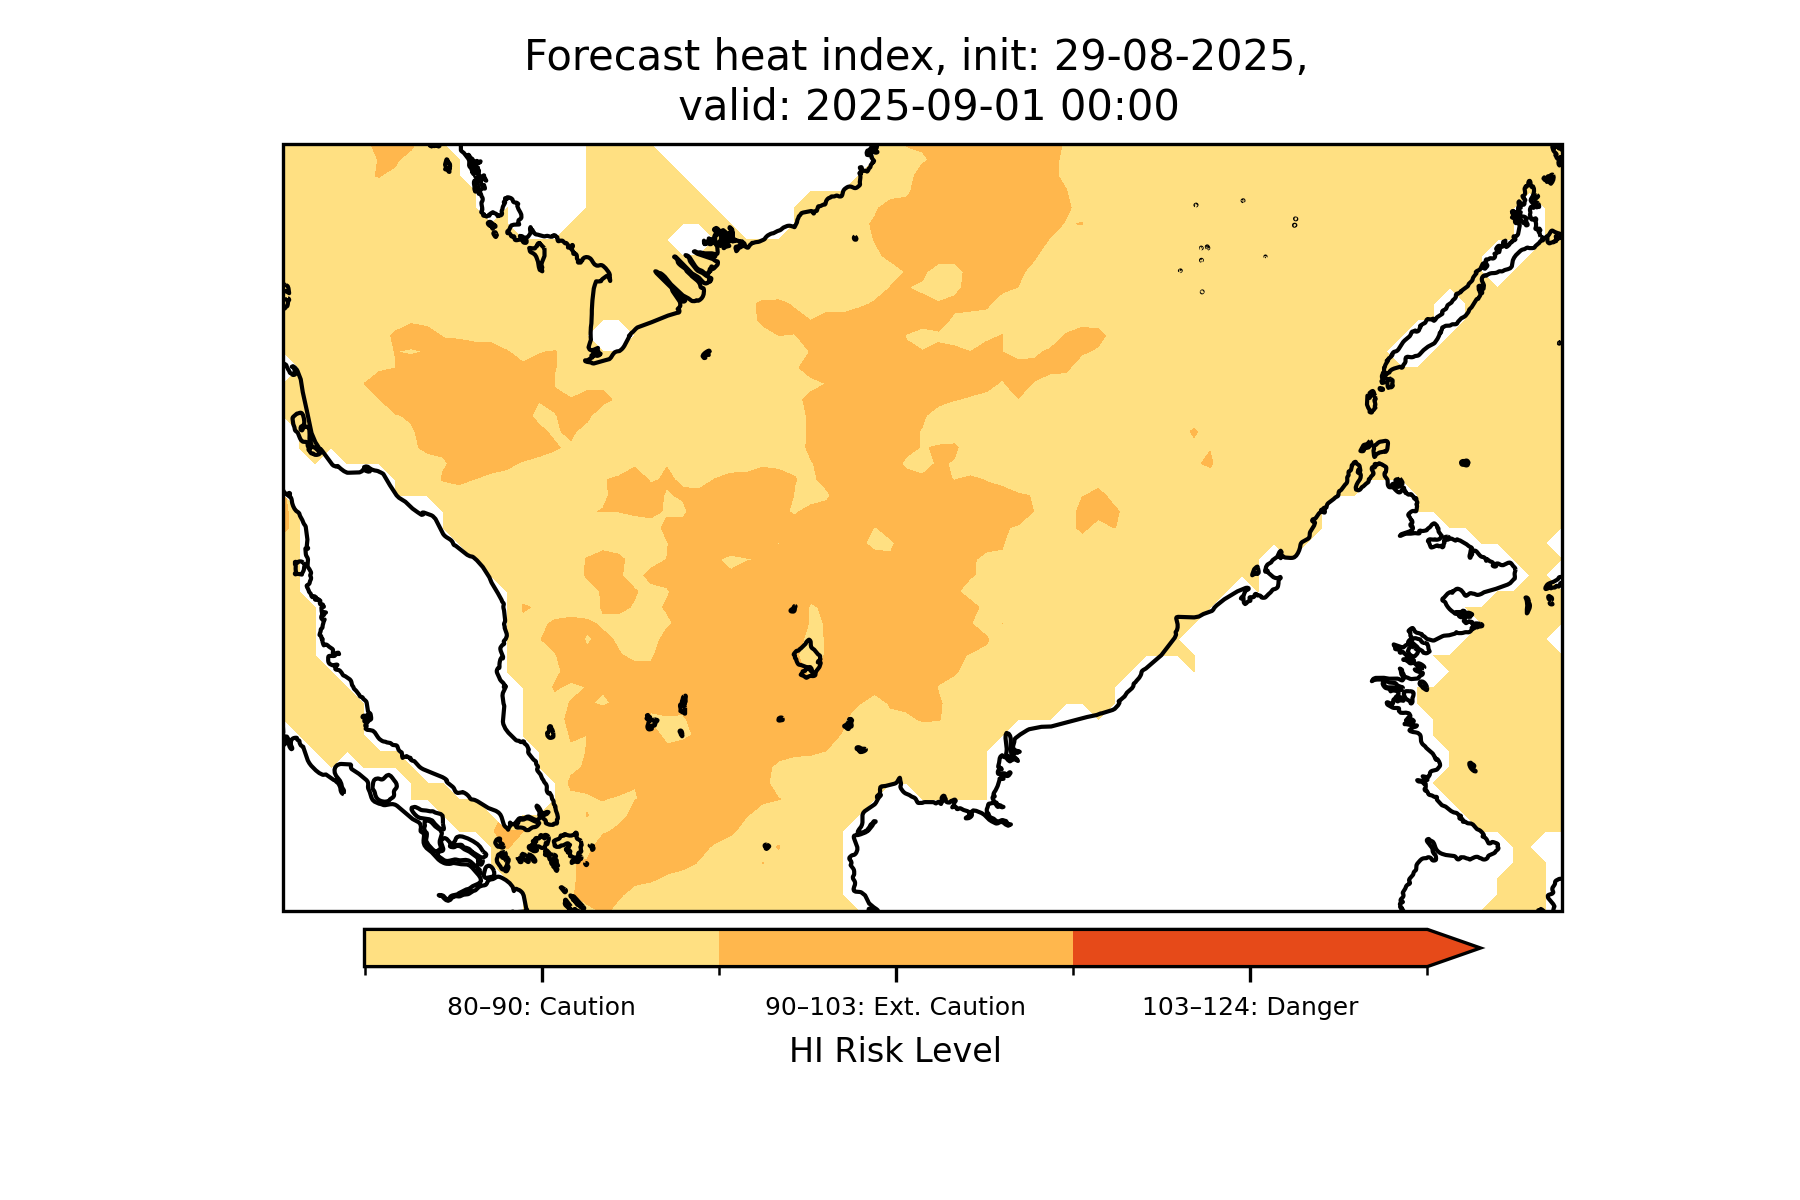 Forecast heat index, init: 29-08-2025,
valid: 2025-09-01 00:00
80–90: Caution
90–103: Ext. Caution
103–124: Danger
HI Risk Level